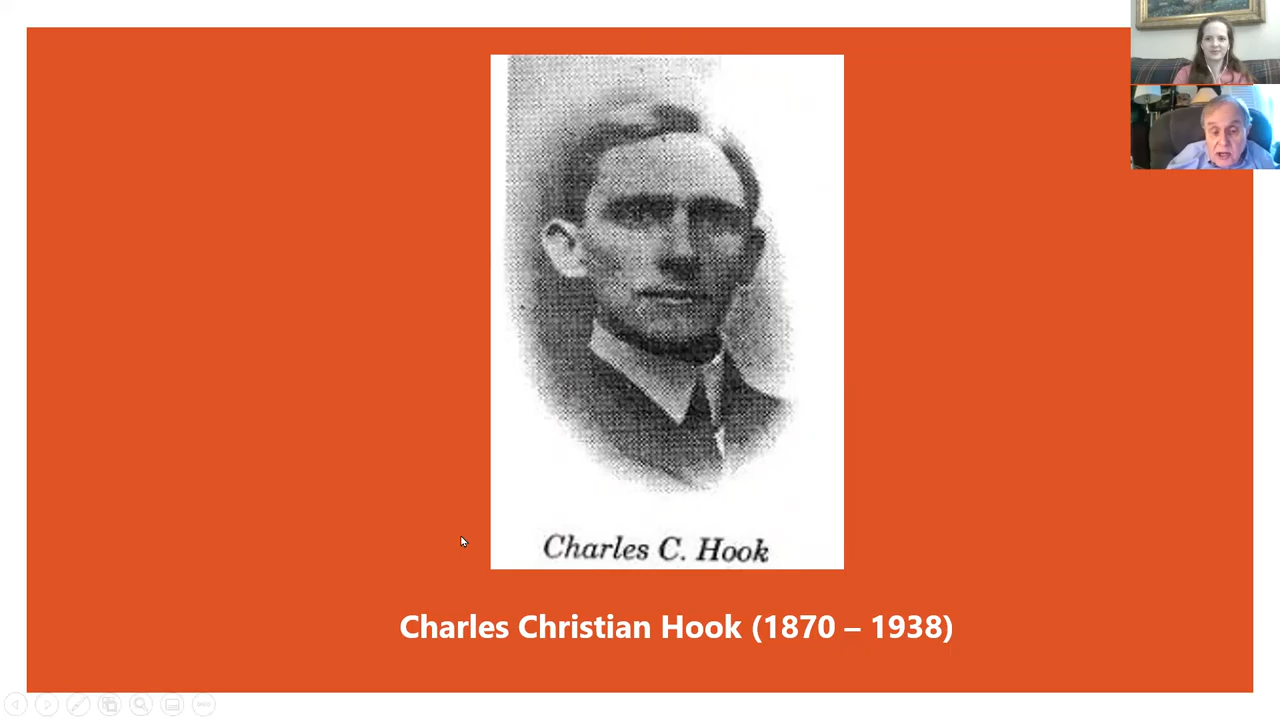 Charles C. Hook
Charles Christian Hook (1870 – 1938)